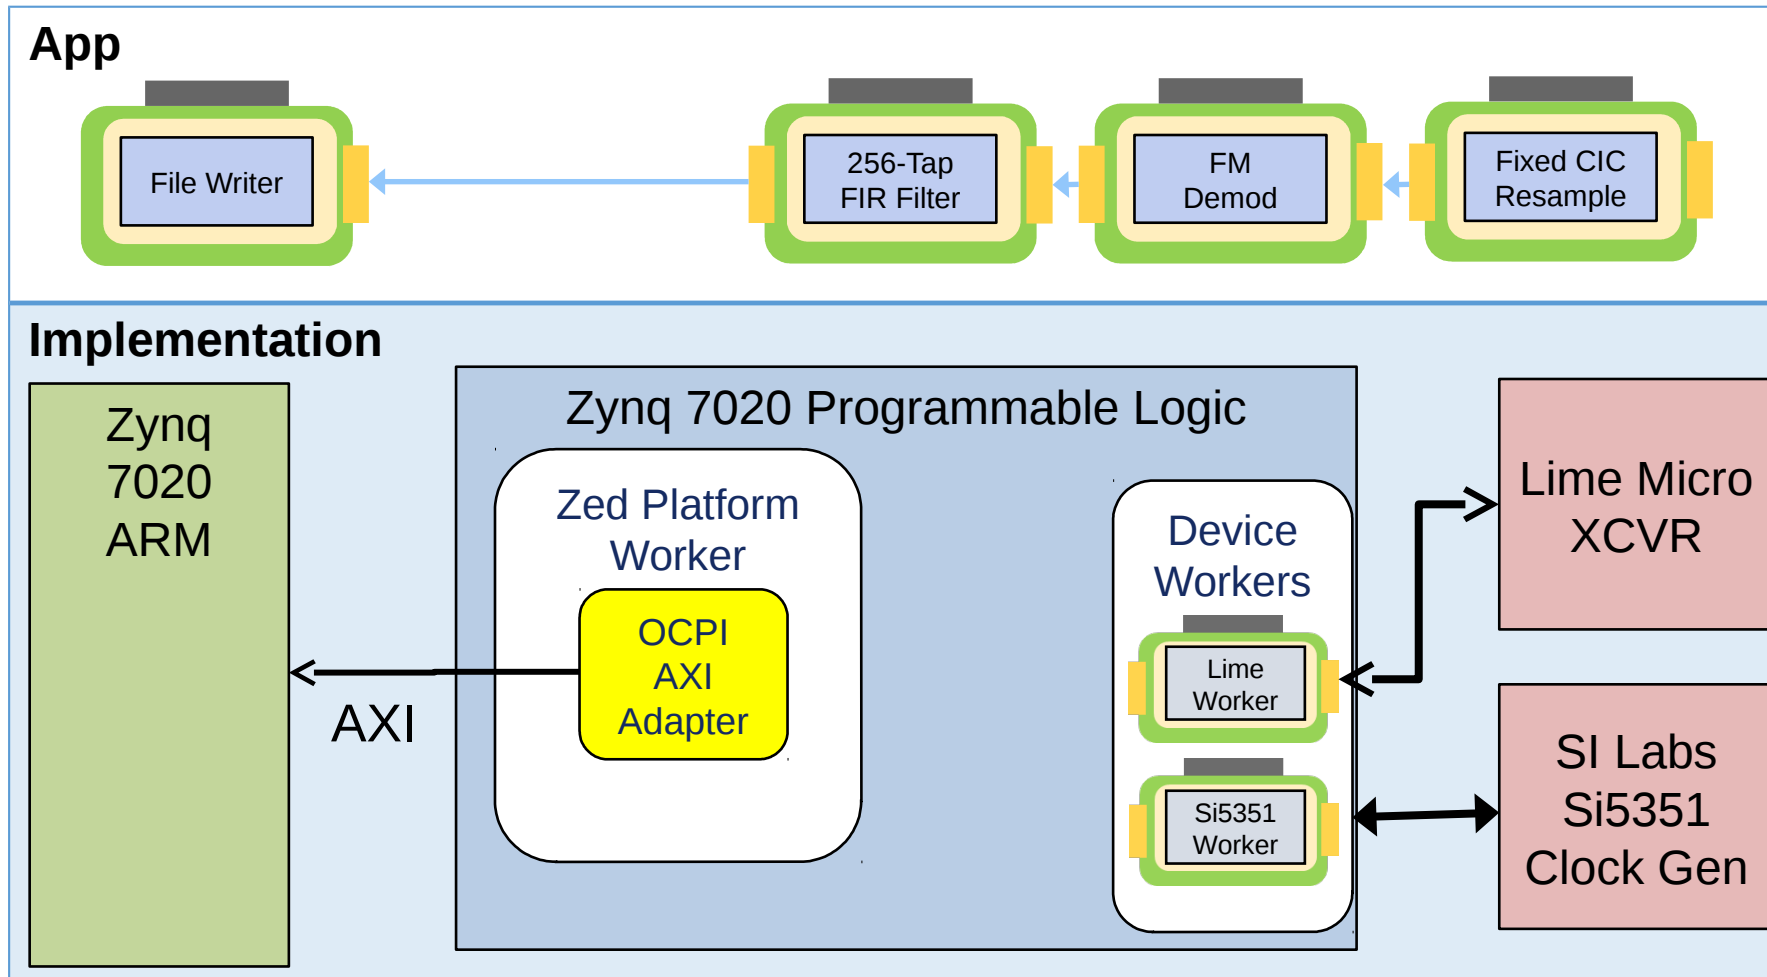 App
File Writer
256-Tap
FIR Filter
FM
Demod
Fixed CIC
Resample
Implementation
Zynq
7020
ARM
AXI
Zynq 7020 Programmable Logic
Zed Platform
Worker
OCPI
AXI
Adapter
Device
Workers
Lime
Worker
Si5351
Worker
Lime Micro
XCVR
SI Labs
Si5351
Clock Gen